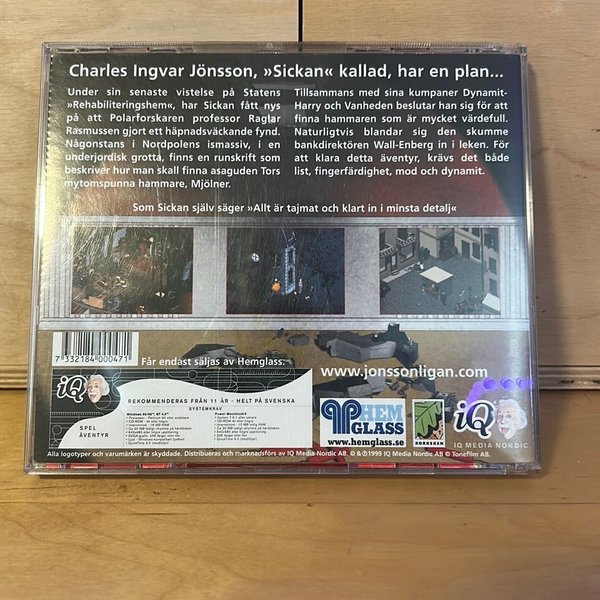 Charles Ingvar Jönsson, »Sickan« kallad, har en plan...
Under sin senaste vistelse på Statens
»Rehabiliteringshem«, har Sickan fått nys
på att Polarforskaren professor Raglar
Rasmussen gjort ett häpnadsväckande fynd.
Någonstans i Nordpolens ismassiv, i en
underjordisk grotta, finns en runskrift som
beskriver hur man skall finna asaguden Tors
mytomspunna hammare, Mjölner.
Tillsammans med sina kumpaner Dynamit-
Harry och Vanheden beslutar han sig för att
finna hammaren som är mycket värdefull.
Naturligtvis blandar sig den skumme
bankdirektören Wall-Enberg in i leken. För
att klara detta äventyr, krävs det både
list, fingerfärdighet, mod och dynamit.
Som Sickan själv säger »Allt är tajmat och klart in i minsta detalj«
7 332184 000471
Får endast säljas av Hemglass.
www.jonssonligan.com
iQ
REKOMMENDERAS FRÅN 11 ÅR - HELT PÅ SVENSKA
SYSTEMKRAV
SPEL
ÄVENTYR
HEM
GLASS
www.hemglass.se
KOREKEN
iQ
IQ MEDIA NORDIC
Alla logotyper och varumärken är skyddade. Distribueras och marknadsförs av IQ Media Nordic AB. © & ℗1999 IQ Media Nordic AB © Tonefilm AB.